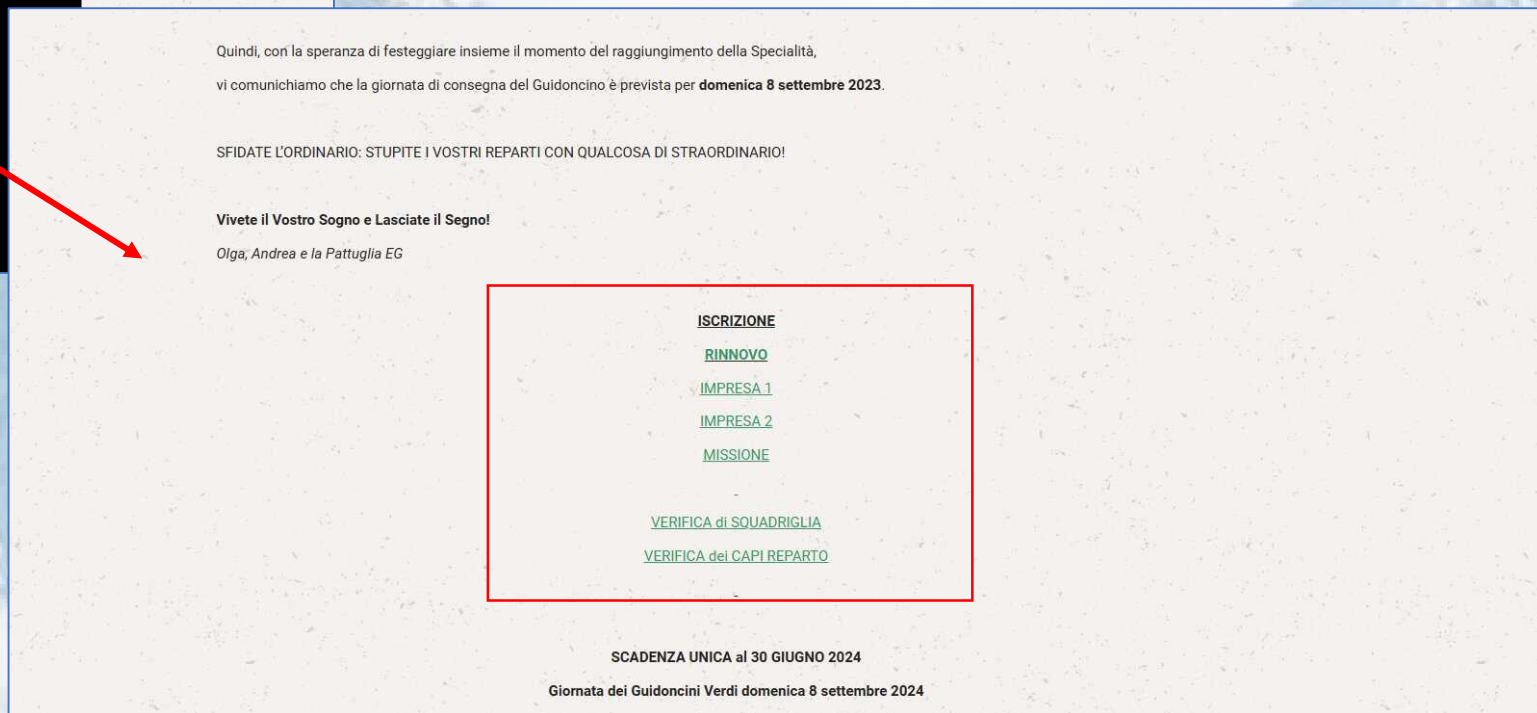 Quindi, con la speranza di festeggiare insieme il momento del raggiungimento della Specialità,
vi comunichiamo che la giornata di consegna del Guidoncino è prevista per domenica 8 settembre 2023.
SFIDATE L'ORDINARIO: STUPITE I VOSTRI REPARTI CON QUALCOSA DI STRAORDINARIO!
Vivete il Vostro Sogno e Lasciate il Segno!
Olga, Andrea e la Pattuglia EG
ISCRIZIONE
RINNOVO
IMPRESA 1
IMPRESA 2
MISSIONE
-
VERIFICA di SQUADRIGLIA
VERIFICA dei CAPI REPARTO
-
SCADENZA UNICA al 30 GIUGNO 2024
Giornata dei Guidoncini Verdi domenica 8 settembre 2024